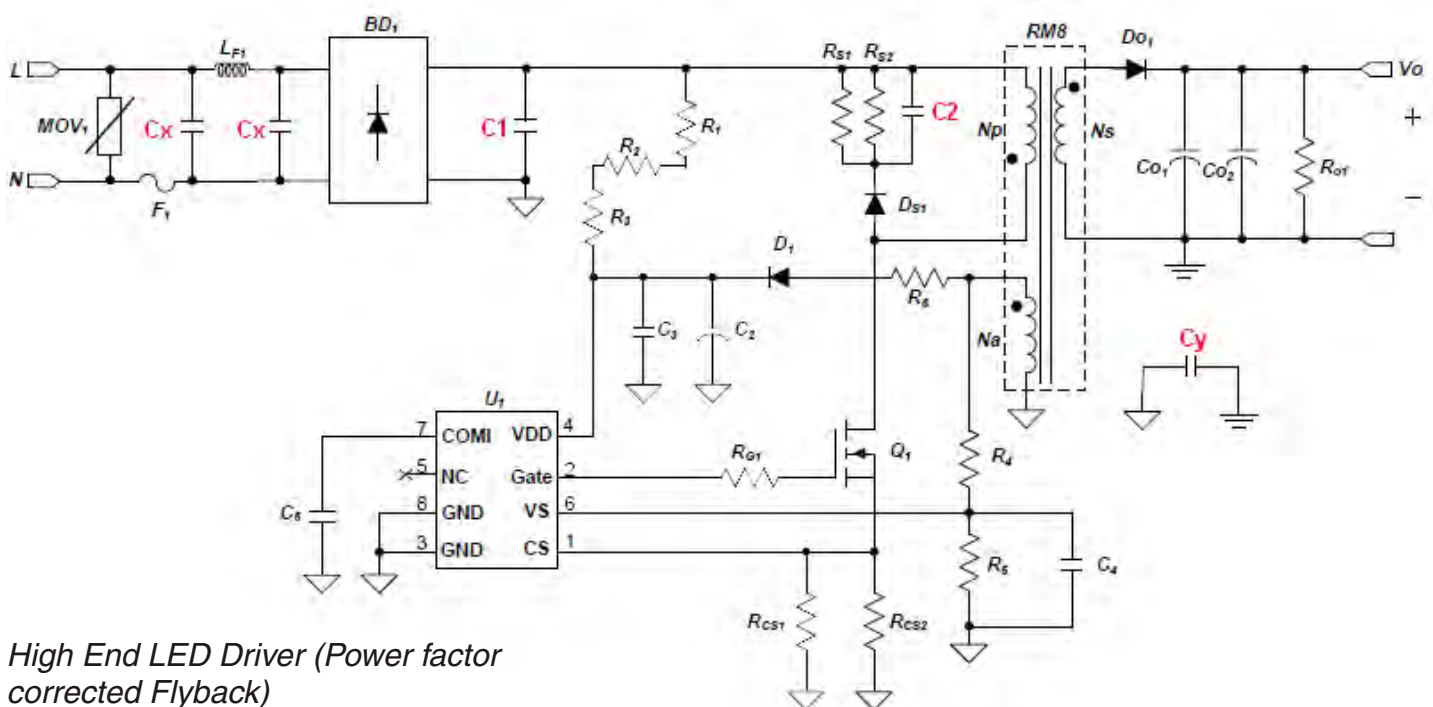 BD1
LF1
L
MOV1
Cx
Cx
N
F1
C1
R1
R2
R3
RS1
RS2
C2
DS1
D1
R6
RM8
Np
Ns
Na
Do1
Vo
+
Co1
Co2
Ro1
−
Cy
C3
C2
U1
7
COMI
VDD
4
5
NC
Gate
2
8
GND
VS
6
3
GND
CS
1
RG1
Q1
R4
R5
C4
RCS1
RCS2
High End LED Driver (Power factor
corrected Flyback)